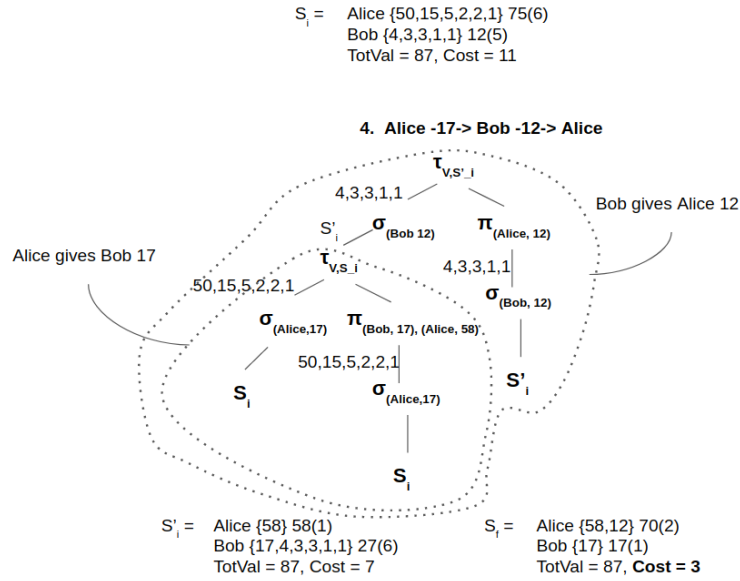 Si = Alice {50,15,5,2,2,1} 75(6)
Bob {4,3,3,1,1} 12(5)
TotVal = 87, Cost = 11
4. Alice -17-> Bob -12-> Alice
τV,S'_i
4,3,3,1,1
Bob gives Alice 12
S'i
σ(Bob 12)
π(Alice, 12)
Alice gives Bob 17
τV,S_i
4,3,3,1,1
50,15,5,2,2,1
σ(Bob, 12)
σ(Alice,17)
π(Bob, 17), (Alice, 58)'
50,15,5,2,2,1
Si
σ(Alice,17)
S'i
Si
S'i = Alice {58} 58(1)
Bob {17,4,3,3,1,1} 27(6)
TotVal = 87, Cost = 7
Sf = Alice {58,12} 70(2)
Bob {17} 17(1)
TotVal = 87, Cost = 3